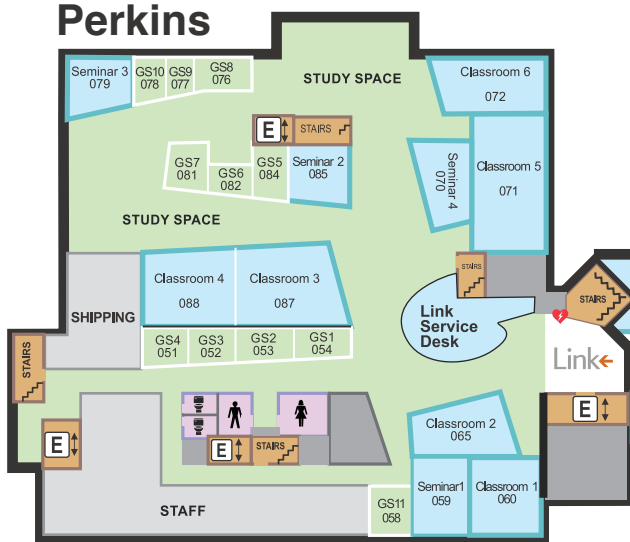 Perkins
Seminar 3
079
GS10
078
GS9
077
GS8
076
STUDY SPACE
Classroom 6
072
E
STAIRS
GS7
081
GS6
082
GS5
084
Seminar 2
085
Seminar 4
070
Classroom 5
071
STUDY SPACE
Classroom 4
088
Classroom 3
087
STAIRS
STAIRS
SHIPPING
Link
Service
Desk
Link
GS4
051
GS3
052
GS2
053
GS1
054
STAIRS
E
E
E
STAIRS
Classroom 2
065
Seminar1
059
Classroom 1
060
GS11
058
STAFF